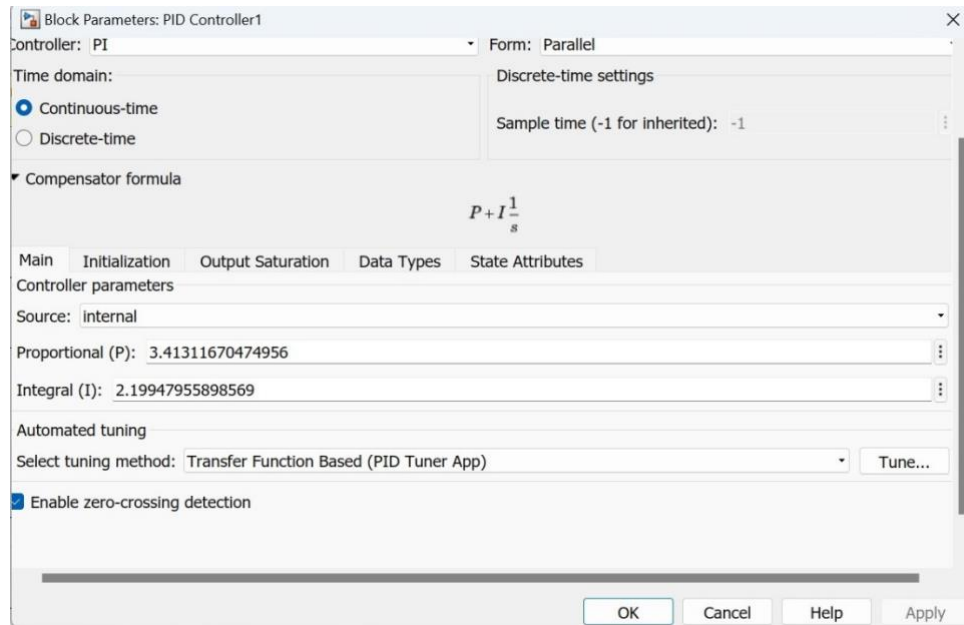 Block Parameters: PID Controller1
Controller: PI
Form: Parallel
Time domain:
Continuous-time
Discrete-time
Discrete-time settings
Sample time (-1 for inherited): -1
Compensator formula
P + I 1/s
Main Initialization Output Saturation Data Types State Attributes
Controller parameters
Source: internal
Proportional (P): 3.41311670474956
Integral (I): 2.19947955898569
Automated tuning
Select tuning method: Transfer Function Based (PID Tuner App) Tune...
Enable zero-crossing detection
OK Cancel Help Apply